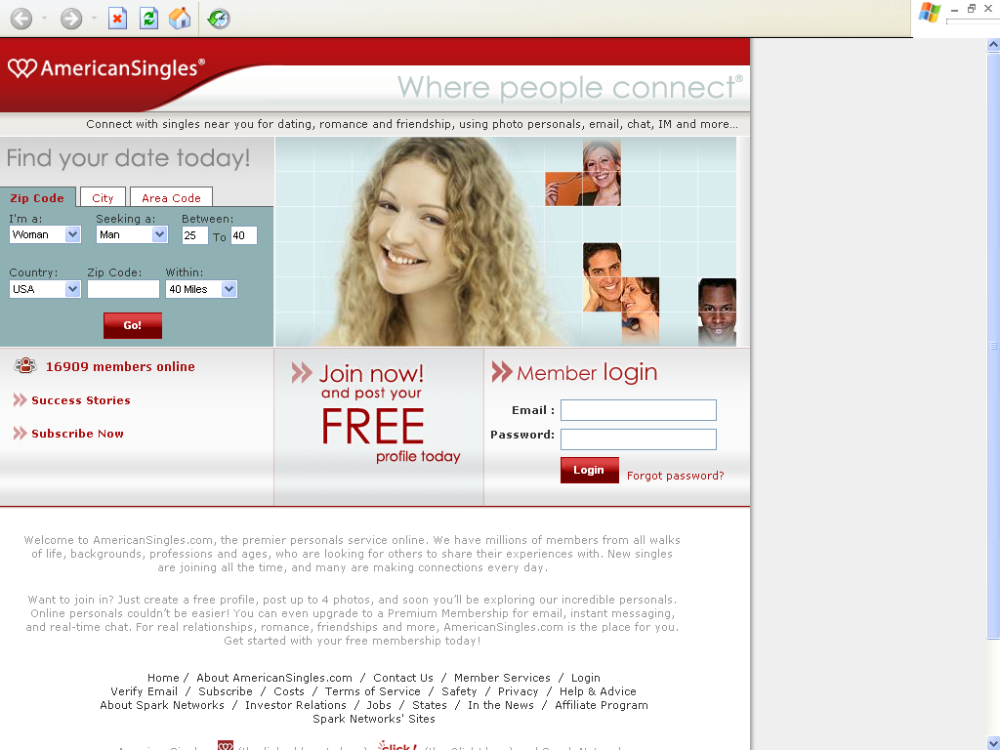 AmericanSingles®
Where people connect®
Connect with singles near you for dating, romance and friendship, using photo personals, email, chat, IM and more...
Find your date today!
Zip Code City Area Code
I'm a: Seeking a: Between:
Woman Man 25 To 40
Country: Zip Code: Within:
USA 40 Miles
Go!
16909 members online
Success Stories
Subscribe Now
Join now!
and post your
FREE
profile today
Member login
Email :
Password:
Login Forgot password?
Welcome to AmericanSingles.com, the premier personals service online. We have millions of members from all walks
of life, backgrounds, professions and ages, who are looking for others to share their experiences with. New singles
are joining all the time, and many are making connections every day.
Want to join in? Just create a free profile, post up to 4 photos, and soon you'll be exploring our incredible personals.
Online personals couldn't be easier! You can even upgrade to a Premium Membership for email, instant messaging,
and real-time chat. For real relationships, romance, friendships and more, AmericanSingles.com is the place for you.
Get started with your free membership today!
Home / About AmericanSingles.com / Contact Us / Member Services / Login
Verify Email / Subscribe / Costs / Terms of Service / Safety / Privacy / Help & Advice
About Spark Networks / Investor Relations / Jobs / States / In the News / Affiliate Program
Spark Networks' Sites
click!